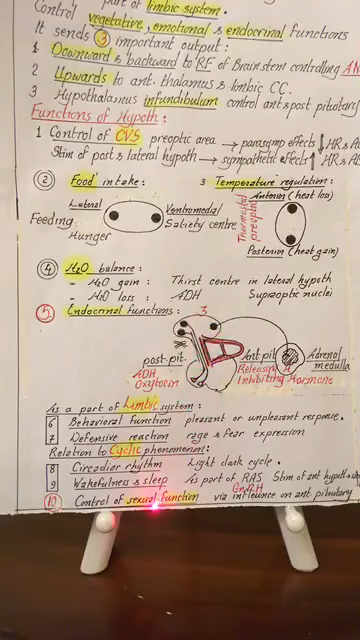 part of limbic system.
Control vegetative, emotional & endocrinal functions
It sends 3 important output:
1 Downward & backward to RF of Brainstem controlling AN
2 Upwards to ant. thalamus & limbic CC.
3 Hypothalamus infundibulum control ant & post pituitary
Functions of Hypoth:
1 Control of CVS preoptic area → parasymp effects ↓ HR & A
Stim of post & lateral hypoth → sympathetic effects ↑ HR & A
2 Food intake:
3 Temperature regulation:
Anterior (heat loss)
Lateral
Ventromedial
Feeding
Satiety centre
Hunger
Thermostat
preoptic
Posterior (heat gain)
4 H2O balance:
- H2O gain: Thirst centre in lateral hypoth
- H2O loss: ADH Supraoptic nuclei
5 Endocrinal functions:
3
post-pit.
Ant pit
Adrenal
medulla
ADH
Oxytocin
Releasing &
Inhibiting Hormone
As a part of Limbic system:
6 Behavioral function pleasant or unpleasant response.
7 Defensive reaction rage & fear expression
Relation to Cyclic phenomenon:
8 Circadian rhythm Light dark cycle.
9 Wakefulness & sleep As part of RAS Stim of ant hypoth → sle
GnRH
10 Control of sexual function via influence on ant pituitary